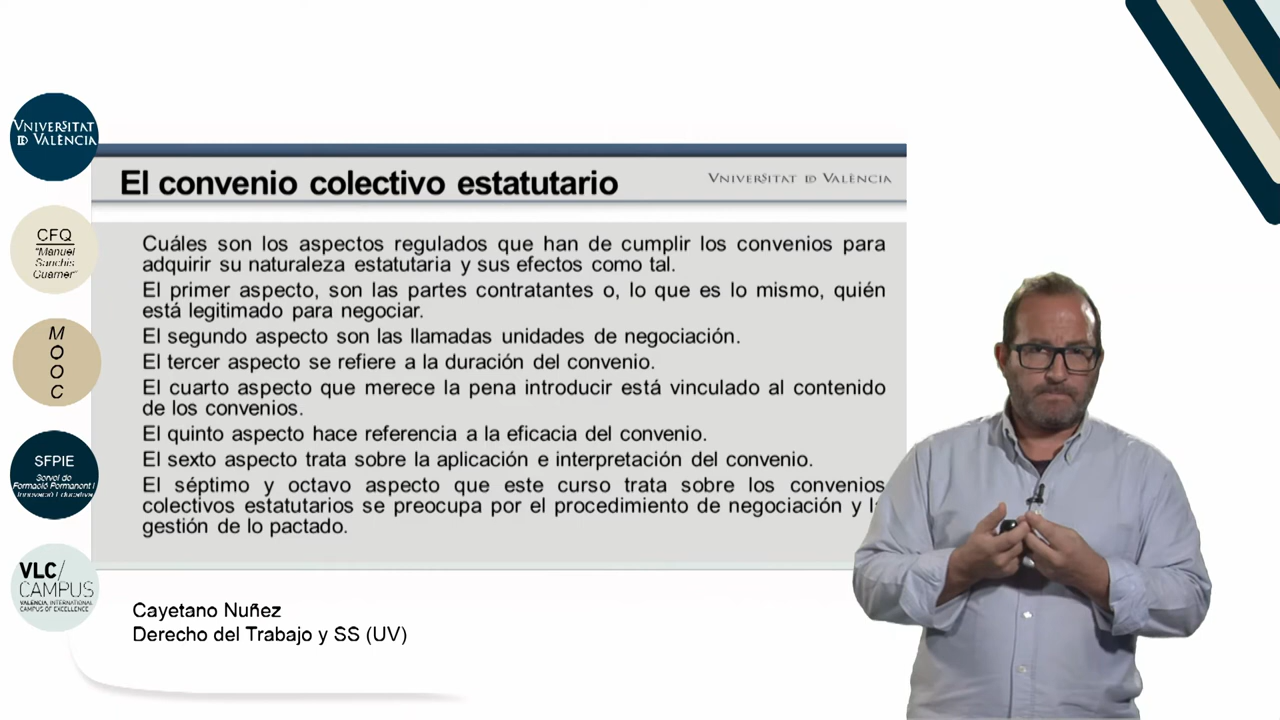 VNIVERSITAT
ID VALÈNCIA
CFQ
"Manuel
Sanchis
Guarner"
M
O
O
C
SFPIE
Servei de
Formació Permanent i
Innovació Educativa
VLC/
CAMPUS
VALÈNCIA, INTERNATIONAL
CAMPUS OF EXCELLENCE
El convenio colectivo estatutario
VNIVERSITAT ID VALÈNCIA
Cuáles son los aspectos regulados que han de cumplir los convenios para
adquirir su naturaleza estatutaria y sus efectos como tal.
El primer aspecto, son las partes contratantes o, lo que es lo mismo, quién
está legitimado para negociar.
El segundo aspecto son las llamadas unidades de negociación.
El tercer aspecto se refiere a la duración del convenio.
El cuarto aspecto que merece la pena introducir está vinculado al contenido
de los convenios.
El quinto aspecto hace referencia a la eficacia del convenio.
El sexto aspecto trata sobre la aplicación e interpretación del convenio.
El séptimo y octavo aspecto que este curso trata sobre los convenios
colectivos estatutarios se preocupa por el procedimiento de negociación y l
gestión de lo pactado.
Cayetano Nuñez
Derecho del Trabajo y SS (UV)